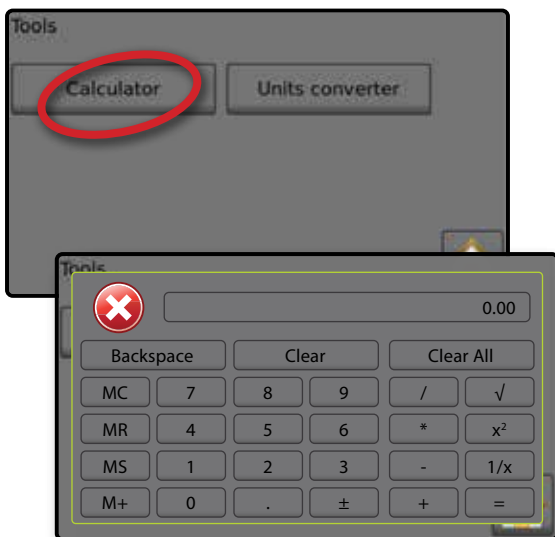 Tools
Calculator Units converter
Tools
0.00
Backspace Clear Clear All
MC 7 8 9 / √
MR 4 5 6 * x²
MS 1 2 3 - 1/x
M+ 0 . ± + =